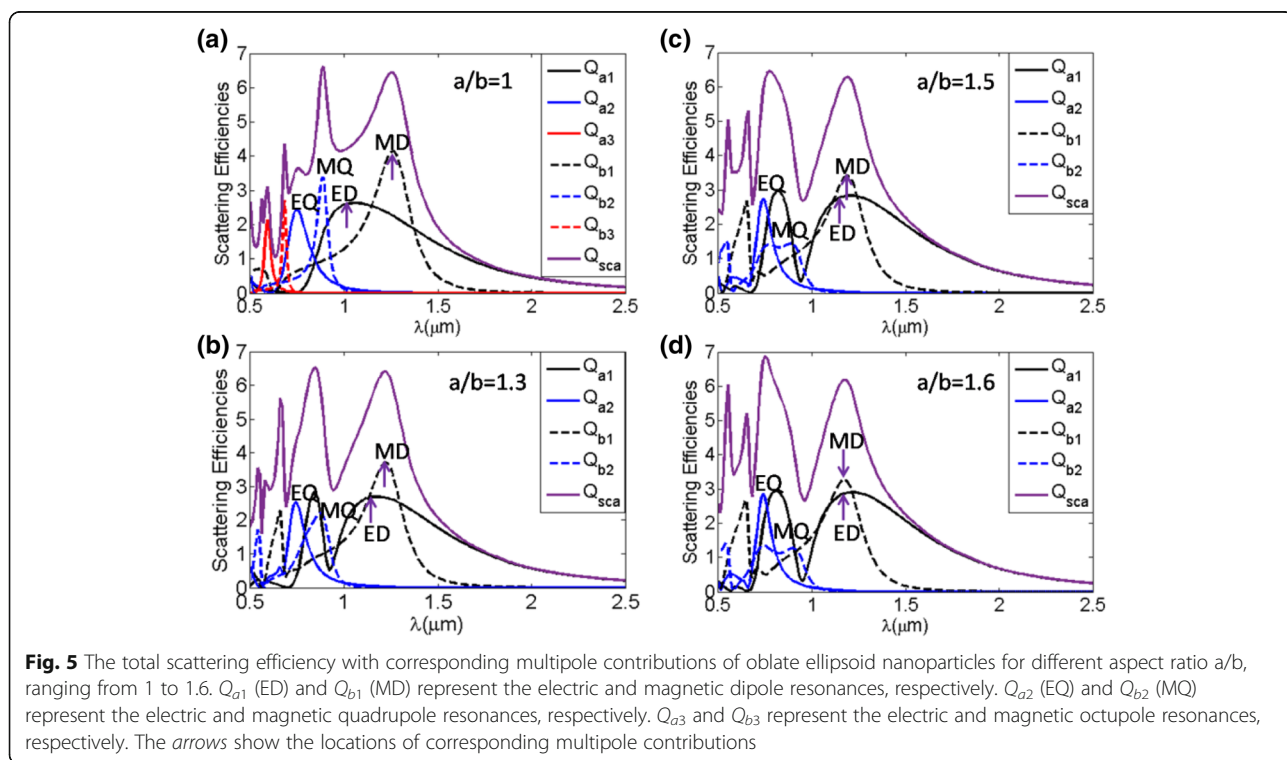 (a)
Scattering Efficiencies
7
6
5
4
3
2
1
0
0.5 1 1.5 2 2.5
λ(μm)
a/b=1
EQ
MQ
ED
MD
Q_a1
Q_a2
Q_a3
Q_b1
Q_b2
Q_b3
Q_sca
(b)
Scattering Efficiencies
7
6
5
4
3
2
1
0
0.5 1 1.5 2 2.5
λ(μm)
a/b=1.3
EQ
MQ
MD
ED
Q_a1
Q_a2
Q_b1
Q_b2
Q_sca
(c)
Scattering Efficiencies
7
6
5
4
3
2
1
0
0.5 1 1.5 2 2.5
λ(μm)
a/b=1.5
EQ
MQ
MD
ED
Q_a1
Q_a2
Q_b1
Q_b2
Q_sca
(d)
Scattering Efficiencies
7
6
5
4
3
2
1
0
0.5 1 1.5 2 2.5
λ(μm)
a/b=1.6
EQ
MQ
MD
ED
Q_a1
Q_a2
Q_b1
Q_b2
Q_sca
Fig. 5 The total scattering efficiency with corresponding multipole contributions of oblate ellipsoid nanoparticles for different aspect ratio a/b,
ranging from 1 to 1.6. Q_a1 (ED) and Q_b1 (MD) represent the electric and magnetic dipole resonances, respectively. Q_a2 (EQ) and Q_b2 (MQ)
represent the electric and magnetic quadrupole resonances, respectively. Q_a3 and Q_b3 represent the electric and magnetic octupole resonances,
respectively. The arrows show the locations of corresponding multipole contributions